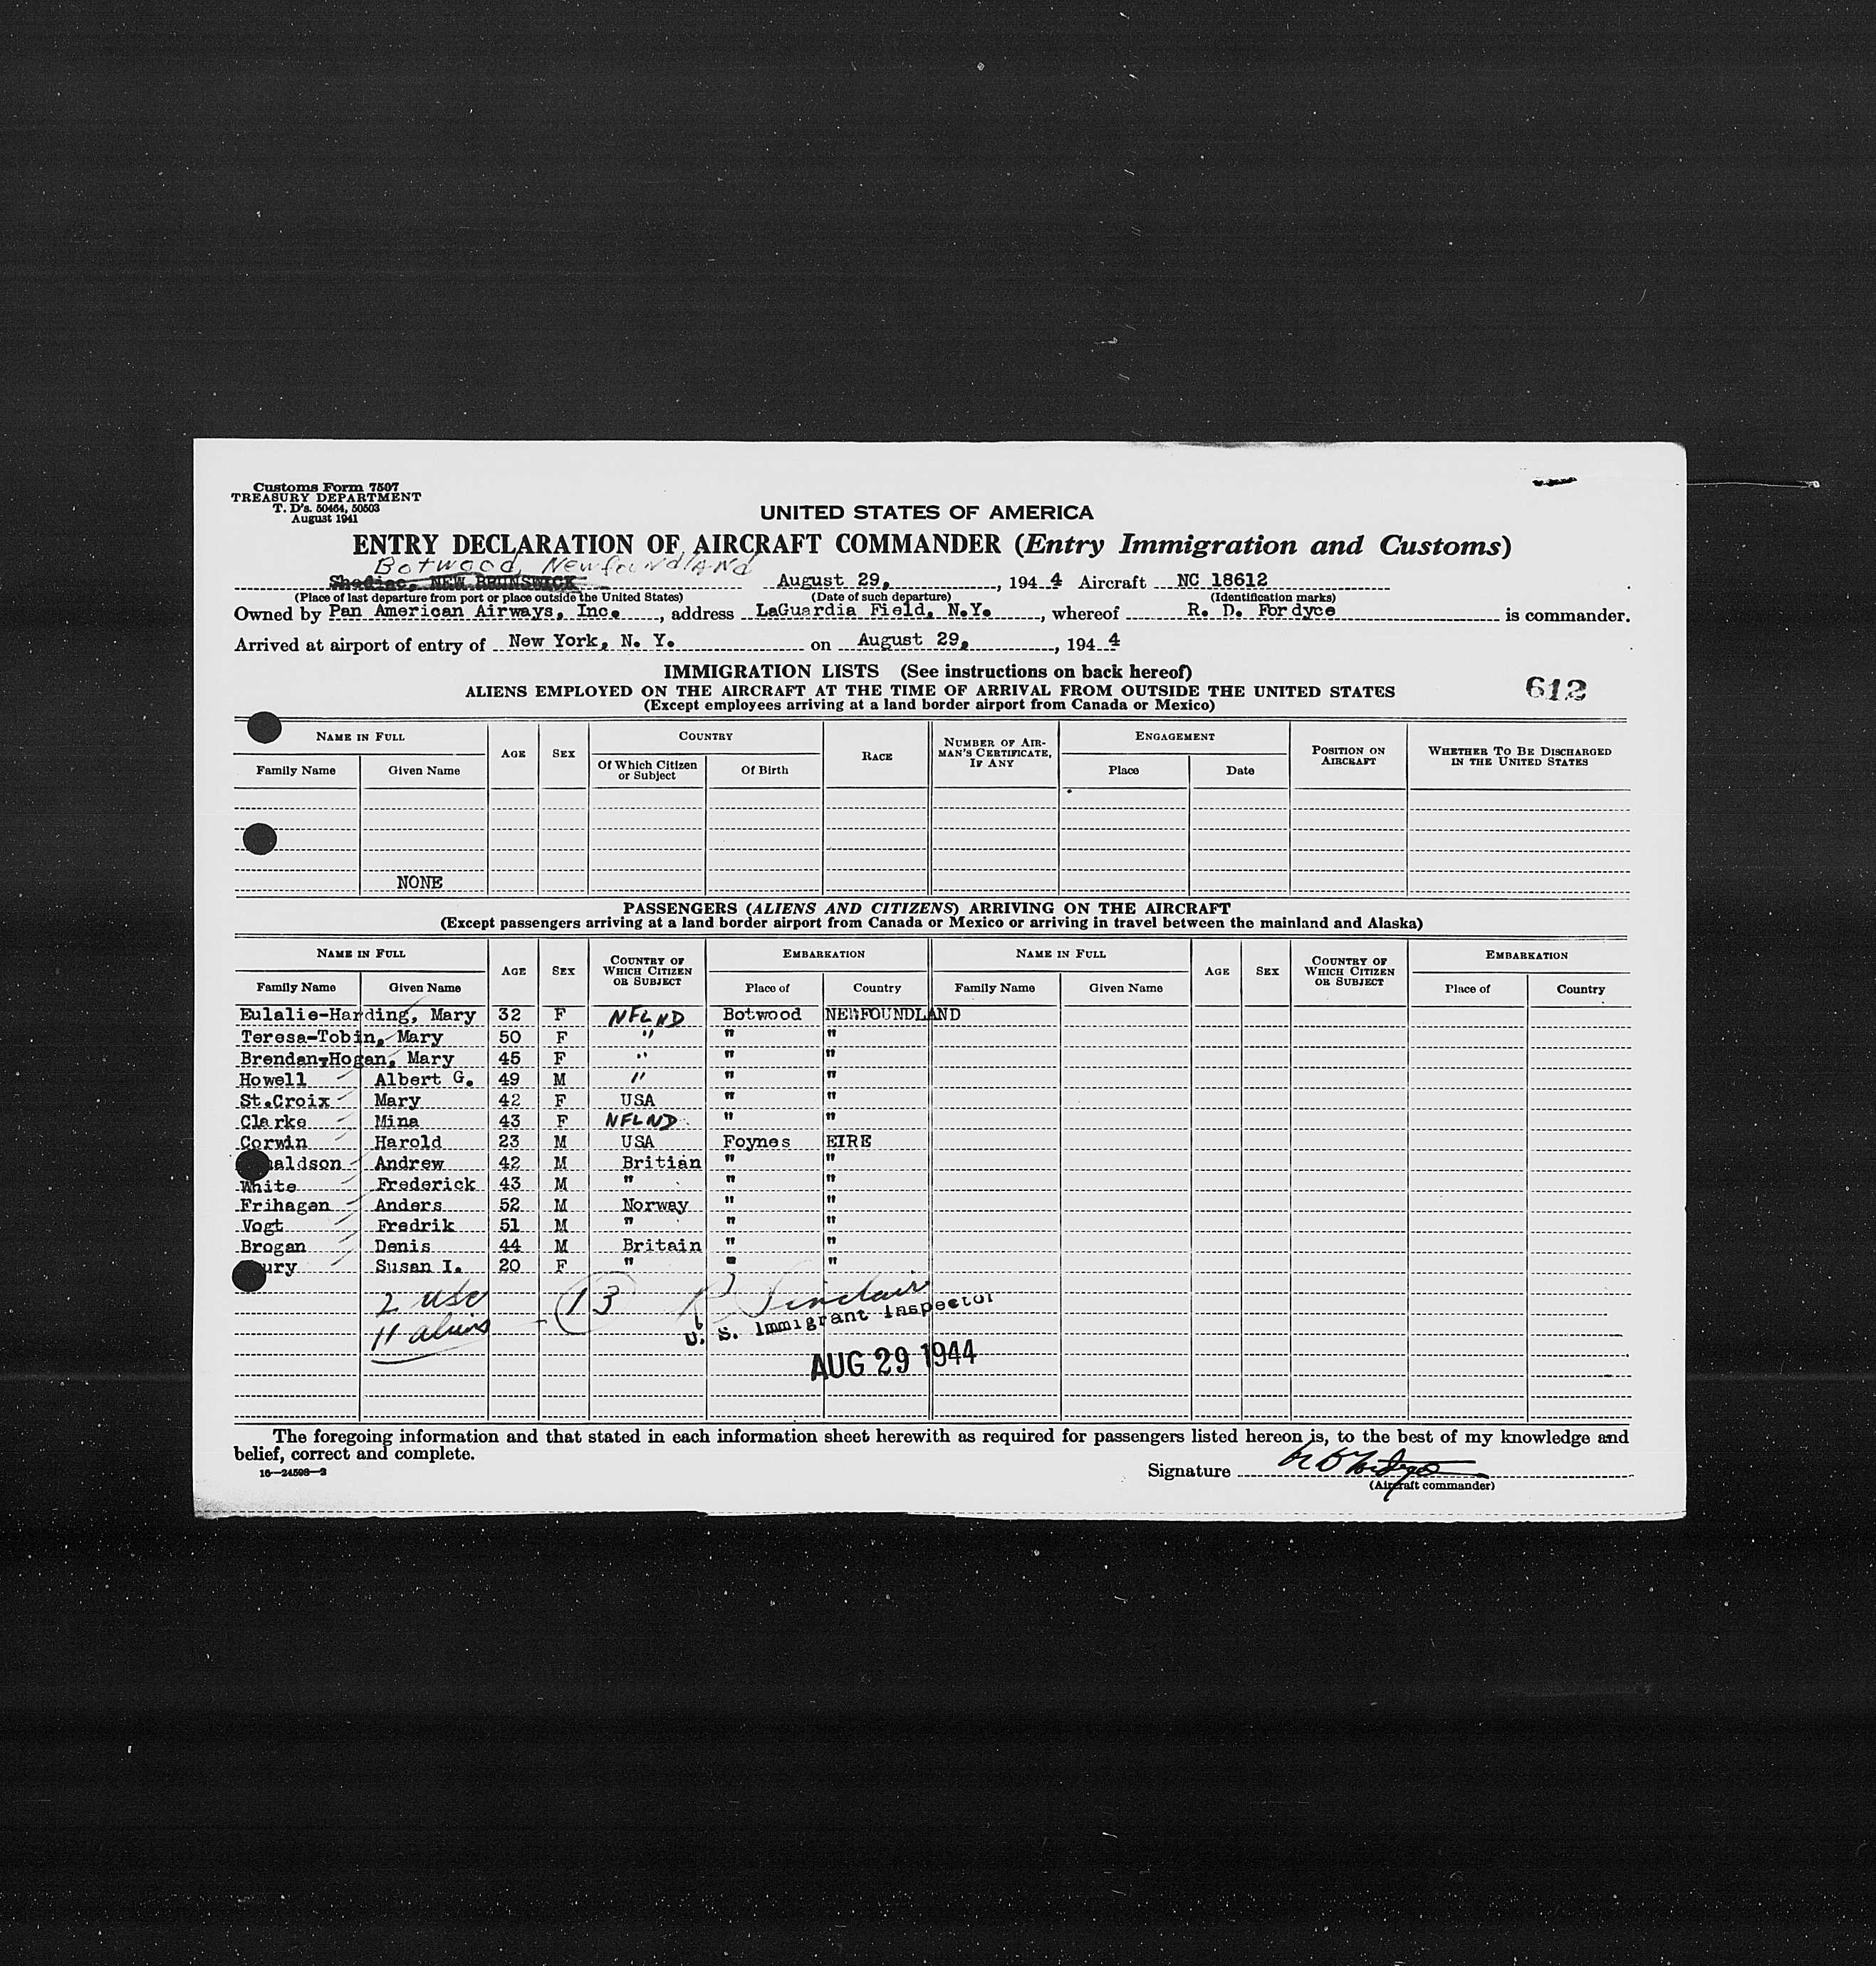 Customs Form 7507
TREASURY DEPARTMENT
T. D's. 50464, 50503
August 1941
UNITED STATES OF AMERICA
ENTRY DECLARATION OF AIRCRAFT COMMANDER (Entry Immigration and Customs)
Botwood, Newfoundland
Shediac, NEW BRUNSWICK August 29, 194 4 Aircraft NC 18612
(Place of last departure from port or place outside the United States) (Date of such departure) (Identification marks)
Owned by Pan American Airways, Inc. , address LaGuardia Field, N.Y. , whereof R. D. Fordyce is commander.
Arrived at airport of entry of New York, N. Y. on August 29, , 194 4
IMMIGRATION LISTS (See instructions on back hereof)
ALIENS EMPLOYED ON THE AIRCRAFT AT THE TIME OF ARRIVAL FROM OUTSIDE THE UNITED STATES
612
(Except employees arriving at a land border airport from Canada or Mexico)
NAME IN FULL AGE SEX COUNTRY RACE NUMBER OF AIRMAN'S CERTIFICATE, IF ANY ENGAGEMENT POSITION ON AIRCRAFT WHETHER TO BE DISCHARGED IN THE UNITED STATES
Family Name Given Name Of Which Citizen or Subject Of Birth Place Date
NONE
PASSENGERS (ALIENS AND CITIZENS) ARRIVING ON THE AIRCRAFT
(Except passengers arriving at a land border airport from Canada or Mexico or arriving in travel between the mainland and Alaska)
NAME IN FULL AGE SEX COUNTRY OF WHICH CITIZEN OR SUBJECT EMBARKATION NAME IN FULL AGE SEX COUNTRY OF WHICH CITIZEN OR SUBJECT EMBARKATION
Family Name Given Name Place of Country Family Name Given Name Place of Country
Eulalie-Harding, Mary 32 F NFLND Botwood NEWFOUNDLAND
Teresa-Tobin, Mary 50 F " " "
Brendan-Hogan, Mary 45 F " " "
Howell Albert G. 49 M " " "
St.Croix Mary 42 F USA " "
Clarke Mina 43 F NFLND " "
Corwin Harold 23 M USA Foynes EIRE
aldson Andrew 42 M Britian " "
White Frederick 43 M " " "
Frihagen Anders 52 M Norway " "
Vogt Fredrik 51 M " " "
Brogan Denis 44 M Britain " "
ury Susan I. 20 F " " "
2 USC 13 R Sinclair
11 aliens U. S. Immigrant Inspector
AUG 29 1944
The foregoing information and that stated in each information sheet herewith as required for passengers listed hereon is, to the best of my knowledge and
belief, correct and complete.
16—24598—2
Signature R D Fordyce
(Aircraft commander)